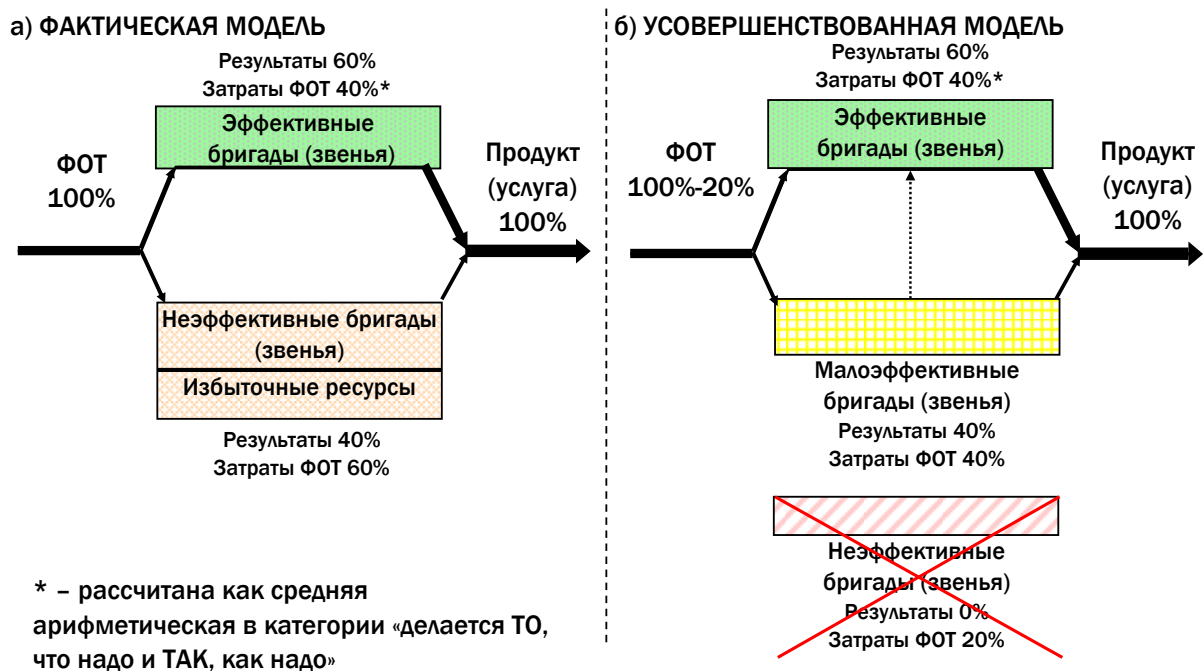 а) ФАКТИЧЕСКАЯ МОДЕЛЬ
Результаты 60%
Затраты ФОТ 40%*
Эффективные
бригады (звенья)
ФОТ
100%
Продукт
(услуга)
100%
Неэффективные бригады
(звенья)
Избыточные ресурсы
Результаты 40%
Затраты ФОТ 60%
* – рассчитана как средняя
арифметическая в категории «делается ТО,
что надо и ТАК, как надо»
б) УСОВЕРШЕНСТВОВАННАЯ МОДЕЛЬ
Результаты 60%
Затраты ФОТ 40%*
Эффективные
бригады (звенья)
ФОТ
100%-20%
Продукт
(услуга)
100%
Малоэффективные
бригады (звенья)
Результаты 40%
Затраты ФОТ 40%
Неэффективные
бригады (звенья)
Результаты 0%
Затраты ФОТ 20%